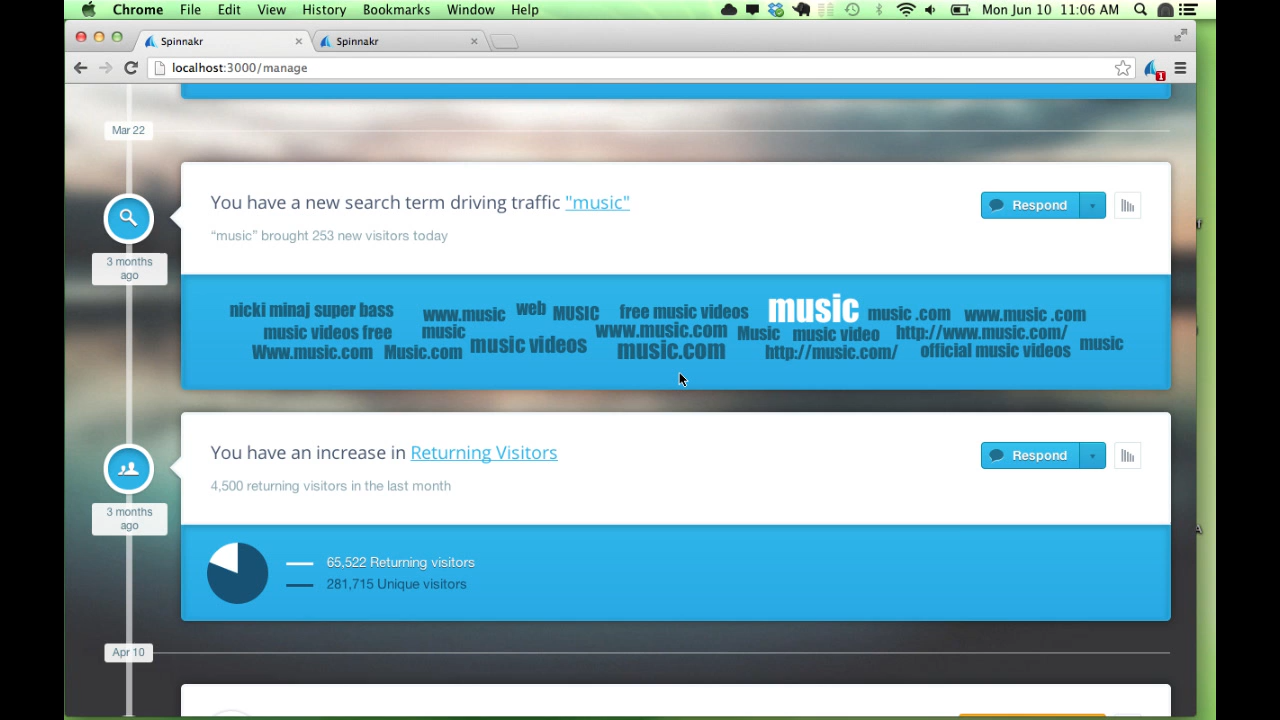 Chrome File Edit View History Bookmarks Window Help Mon Jun 10 11:06 AM
Spinnakr Spinnakr
localhost:3000/manage 1
Mar 22
You have a new search term driving traffic "music" Respond
“music” brought 253 new visitors today
3 months
ago
nicki minaj super bass www.music web MUSIC free music videos music music .com www.music .com
music videos free music www.music.com Music music video http://www.music.com/
Www.music.com Music.com music videos music.com http://music.com/ official music videos music
You have an increase in Returning Visitors Respond
4,500 returning visitors in the last month
3 months
ago
65,522 Returning visitors
281,715 Unique visitors
Apr 10